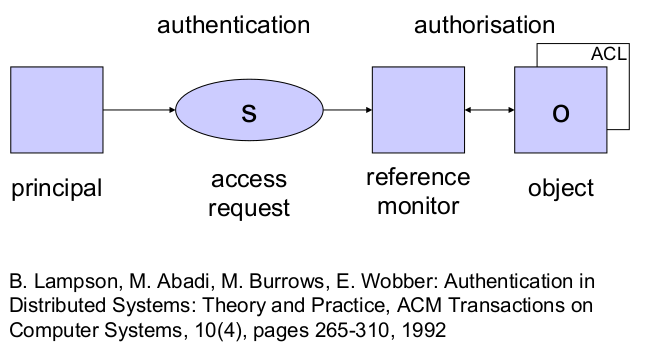 authentication
authorisation
ACL
s
o
principal
access
request
reference
monitor
object
B. Lampson, M. Abadi, M. Burrows, E. Wobber: Authentication in
Distributed Systems: Theory and Practice, ACM Transactions on
Computer Systems, 10(4), pages 265-310, 1992